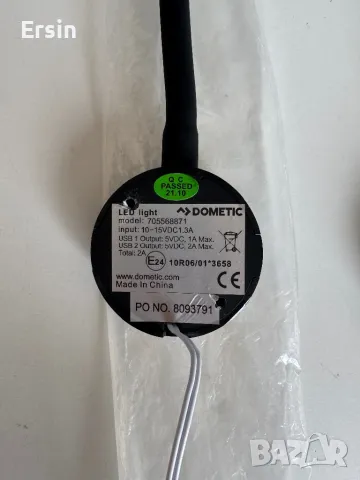 Ersin
Q C
PASSED
21.10
LED light
DOMETIC
model: 705568871
input: 10-15VDC1.3A
USB 1 Output: 5VDC, 1A Max.
USB 2 Output: 5VDC, 2A Max.
Total: 2A
E24 10R06/01*3658
www.dometic.com
Made In China
CE
PO NO. 8093791
BAZAR
bg